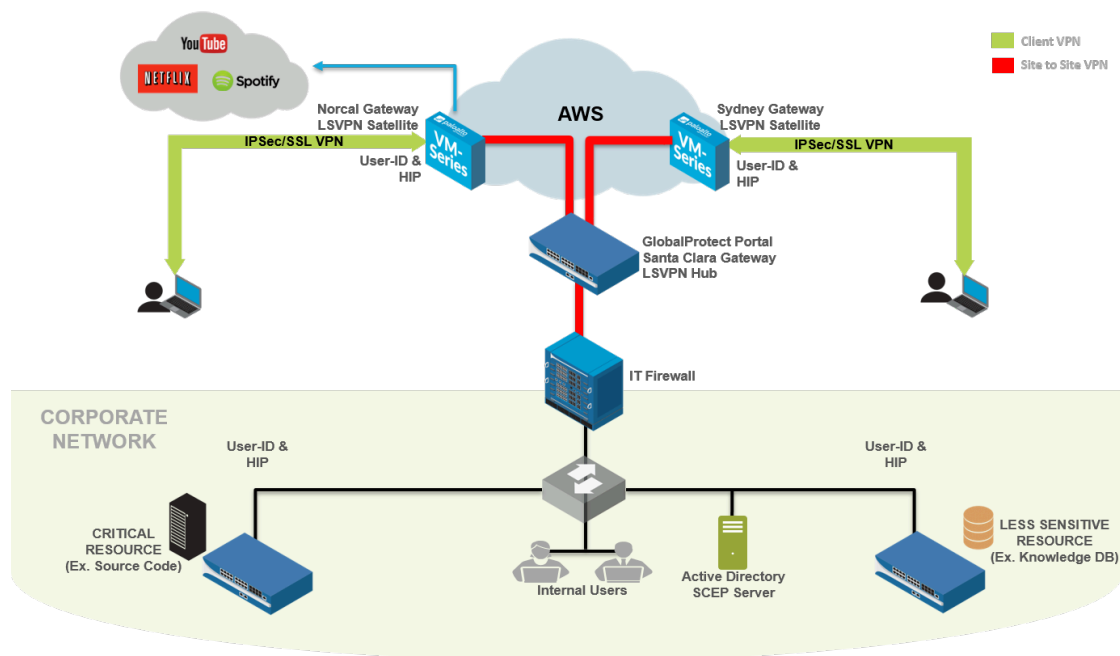 YouTube
NETFLIX
Spotify
Client VPN
Site to Site VPN
Norcal Gateway
LSVPN Satellite
AWS
Sydney Gateway
LSVPN Satellite
IPSec/SSL VPN
User-ID &
HIP
paloalto
VM-
Series
paloalto
VM-
Series
IPSec/SSL VPN
User-ID &
HIP
GlobalProtect Portal
Santa Clara Gateway
LSVPN Hub
IT Firewall
CORPORATE
NETWORK
User-ID &
HIP
User-ID &
HIP
CRITICAL
RESOURCE
(Ex. Source Code)
Internal Users
Active Directory
SCEP Server
LESS SENSITIVE
RESOURCE
(Ex. Knowledge DB)